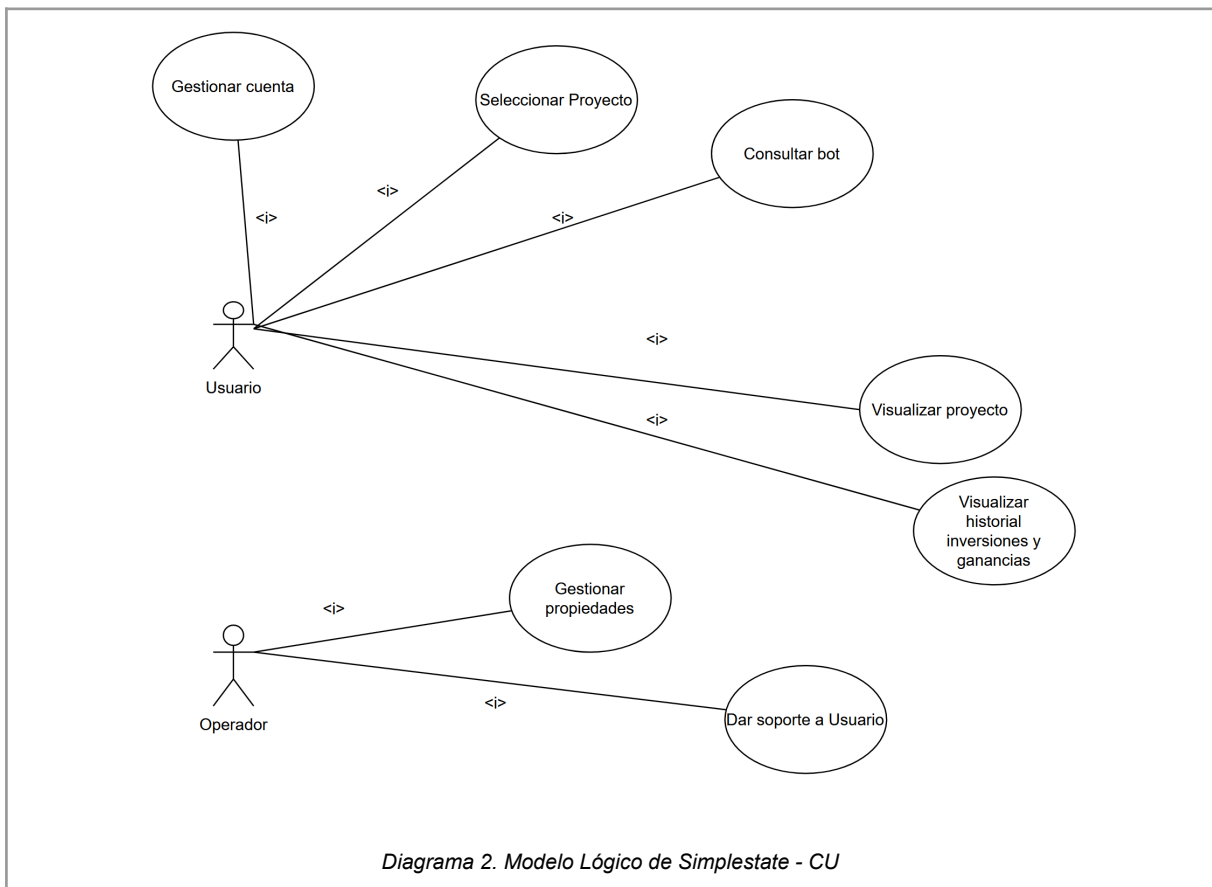 Gestionar cuenta
Seleccionar Proyecto
Consultar bot
<i>
<i>
<i>
Usuario
<i>
Visualizar proyecto
<i>
Visualizar
historial
inversiones y
ganancias
Gestionar
propiedades
<i>
Operador
<i>
Dar soporte a Usuario
Diagrama 2. Modelo Lógico de Simplestate - CU